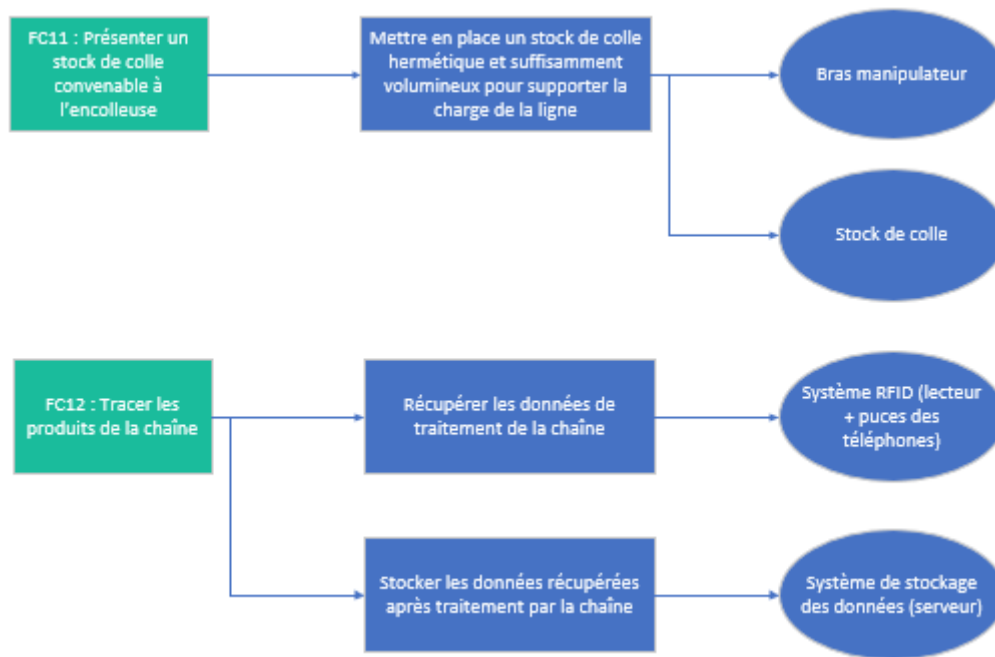 FC11 : Présenter un
stock de colle
convenable à
l'encolleuse
Mettre en place un stock de colle
hermétique et suffisamment
volumineux pour supporter la
charge de la ligne
Bras manipulateur
Stock de colle
FC12 : Tracer les
produits de la chaîne
Récupérer les données de
traitement de la chaîne
Système RFID (lecteur
+ puces des
téléphones)
Stocker les données récupérées
après traitement par la chaîne
Système de stockage
des données (serveur)